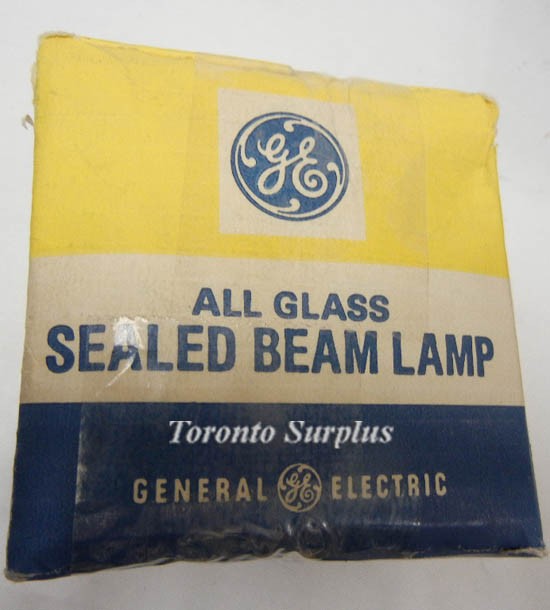 GE
ALL GLASS
SEALED BEAM LAMP
Toronto Surplus
GENERAL GE ELECTRIC